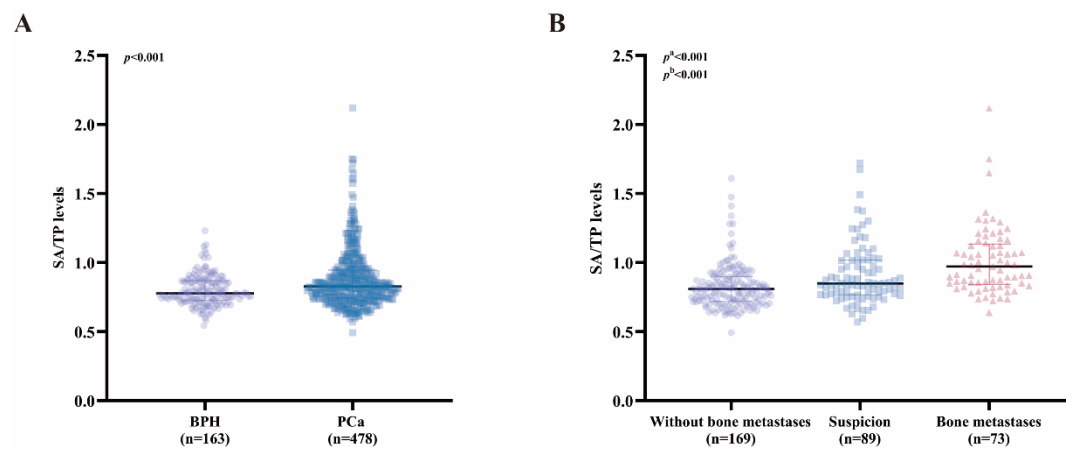 A
p<0.001
2.5
2.0
1.5
1.0
0.5
0.0
SA/TP levels
BPH
(n=163)
PCa
(n=478)
B
pᵃ<0.001
pᵇ<0.001
2.5
2.0
1.5
1.0
0.5
0.0
SA/TP levels
Without bone metastases
(n=169)
Suspicion
(n=89)
Bone metastases
(n=73)